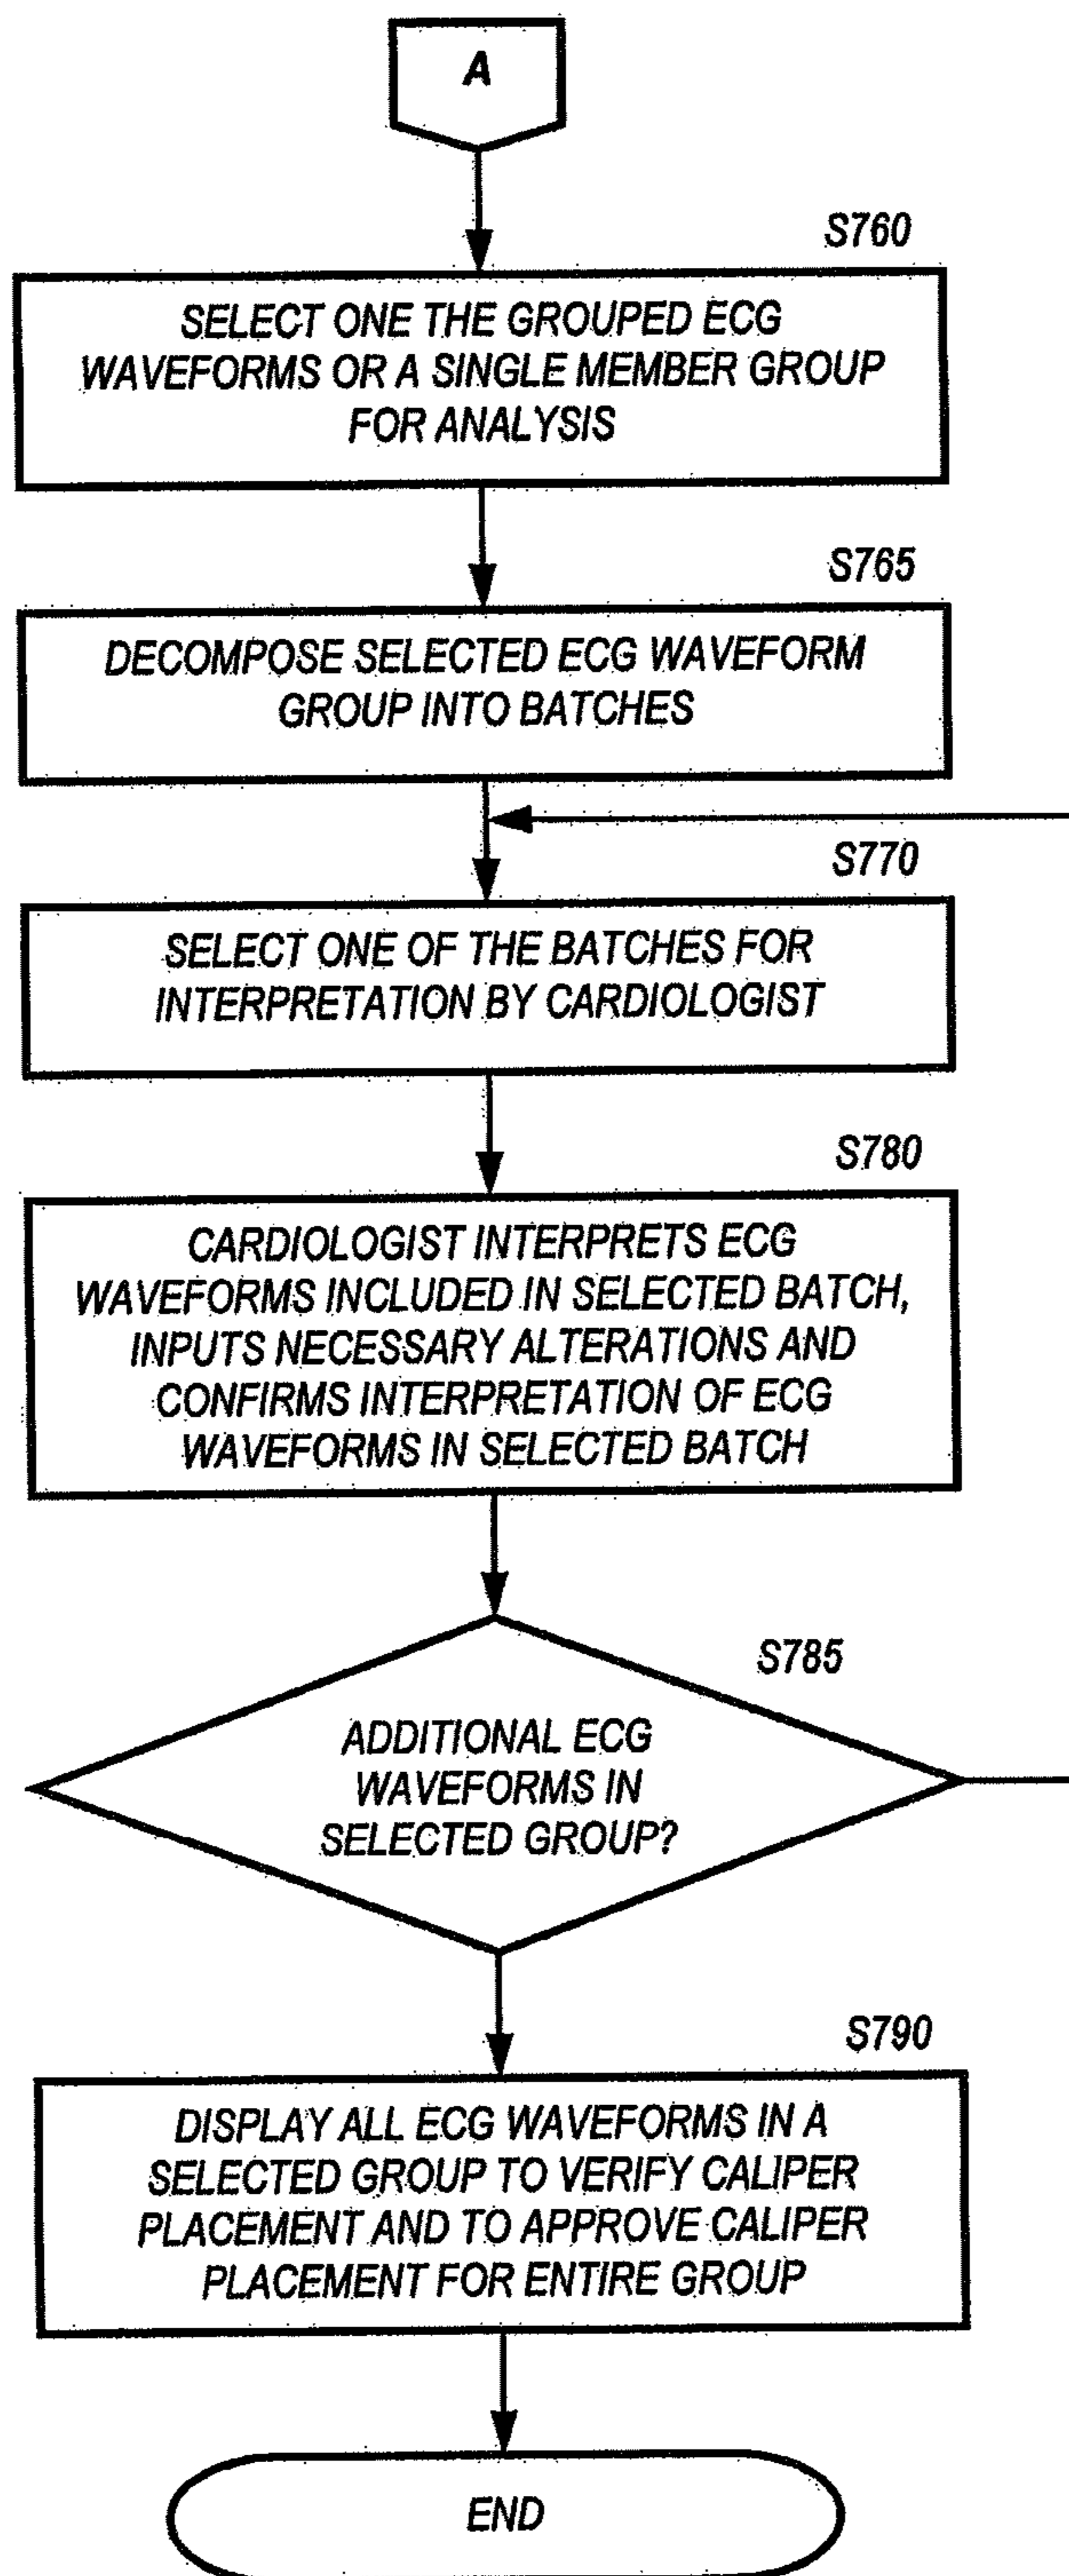 A
S760
SELECT ONE THE GROUPED ECG
WAVEFORMS OR A SINGLE MEMBER GROUP
FOR ANALYSIS
S765
DECOMPOSE SELECTED ECG WAVEFORM
GROUP INTO BATCHES
S770
SELECT ONE OF THE BATCHES FOR
INTERPRETATION BY CARDIOLOGIST
S780
CARDIOLOGIST INTERPRETS ECG
WAVEFORMS INCLUDED IN SELECTED BATCH,
INPUTS NECESSARY ALTERATIONS AND
CONFIRMS INTERPRETATION OF ECG
WAVEFORMS IN SELECTED BATCH
S785
ADDITIONAL ECG
WAVEFORMS IN
SELECTED GROUP?
S790
DISPLAY ALL ECG WAVEFORMS IN A
SELECTED GROUP TO VERIFY CALIPER
PLACEMENT AND TO APPROVE CALIPER
PLACEMENT FOR ENTIRE GROUP
END